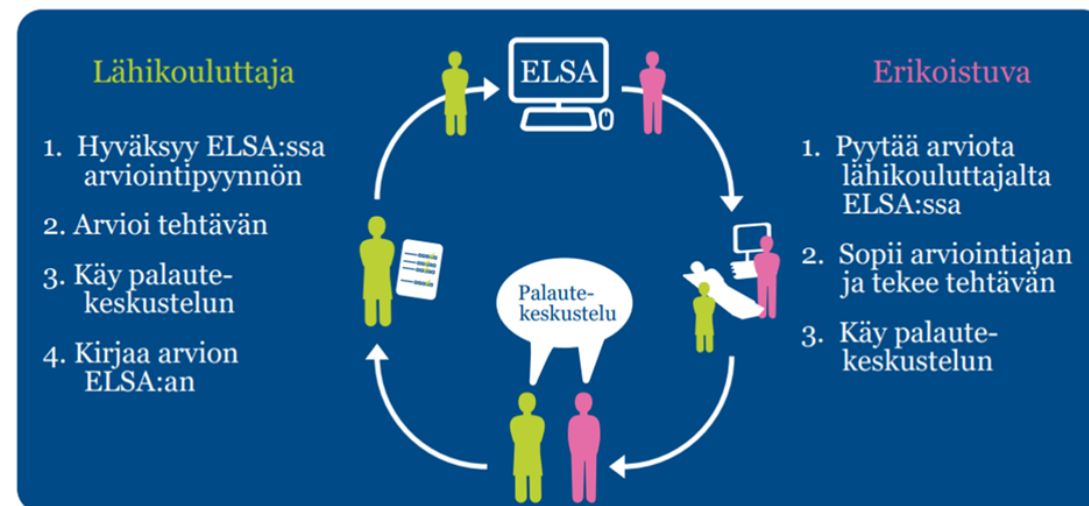 Lähikouluttaja
1. Hyväksyy ELSA:ssa
arviointipyynnön
2. Arvioi tehtävän
3. Käy palaute-
keskustelun
4. Kirjaa arvion
ELSA:an
ELSA
Palaute-
keskustelu
Erikoistuva
1. Pyytää arviota
lähikouluttajalta
ELSA:ssa
2. Sopii arviointiajan
ja tekee tehtävän
3. Käy palaute-
keskustelun